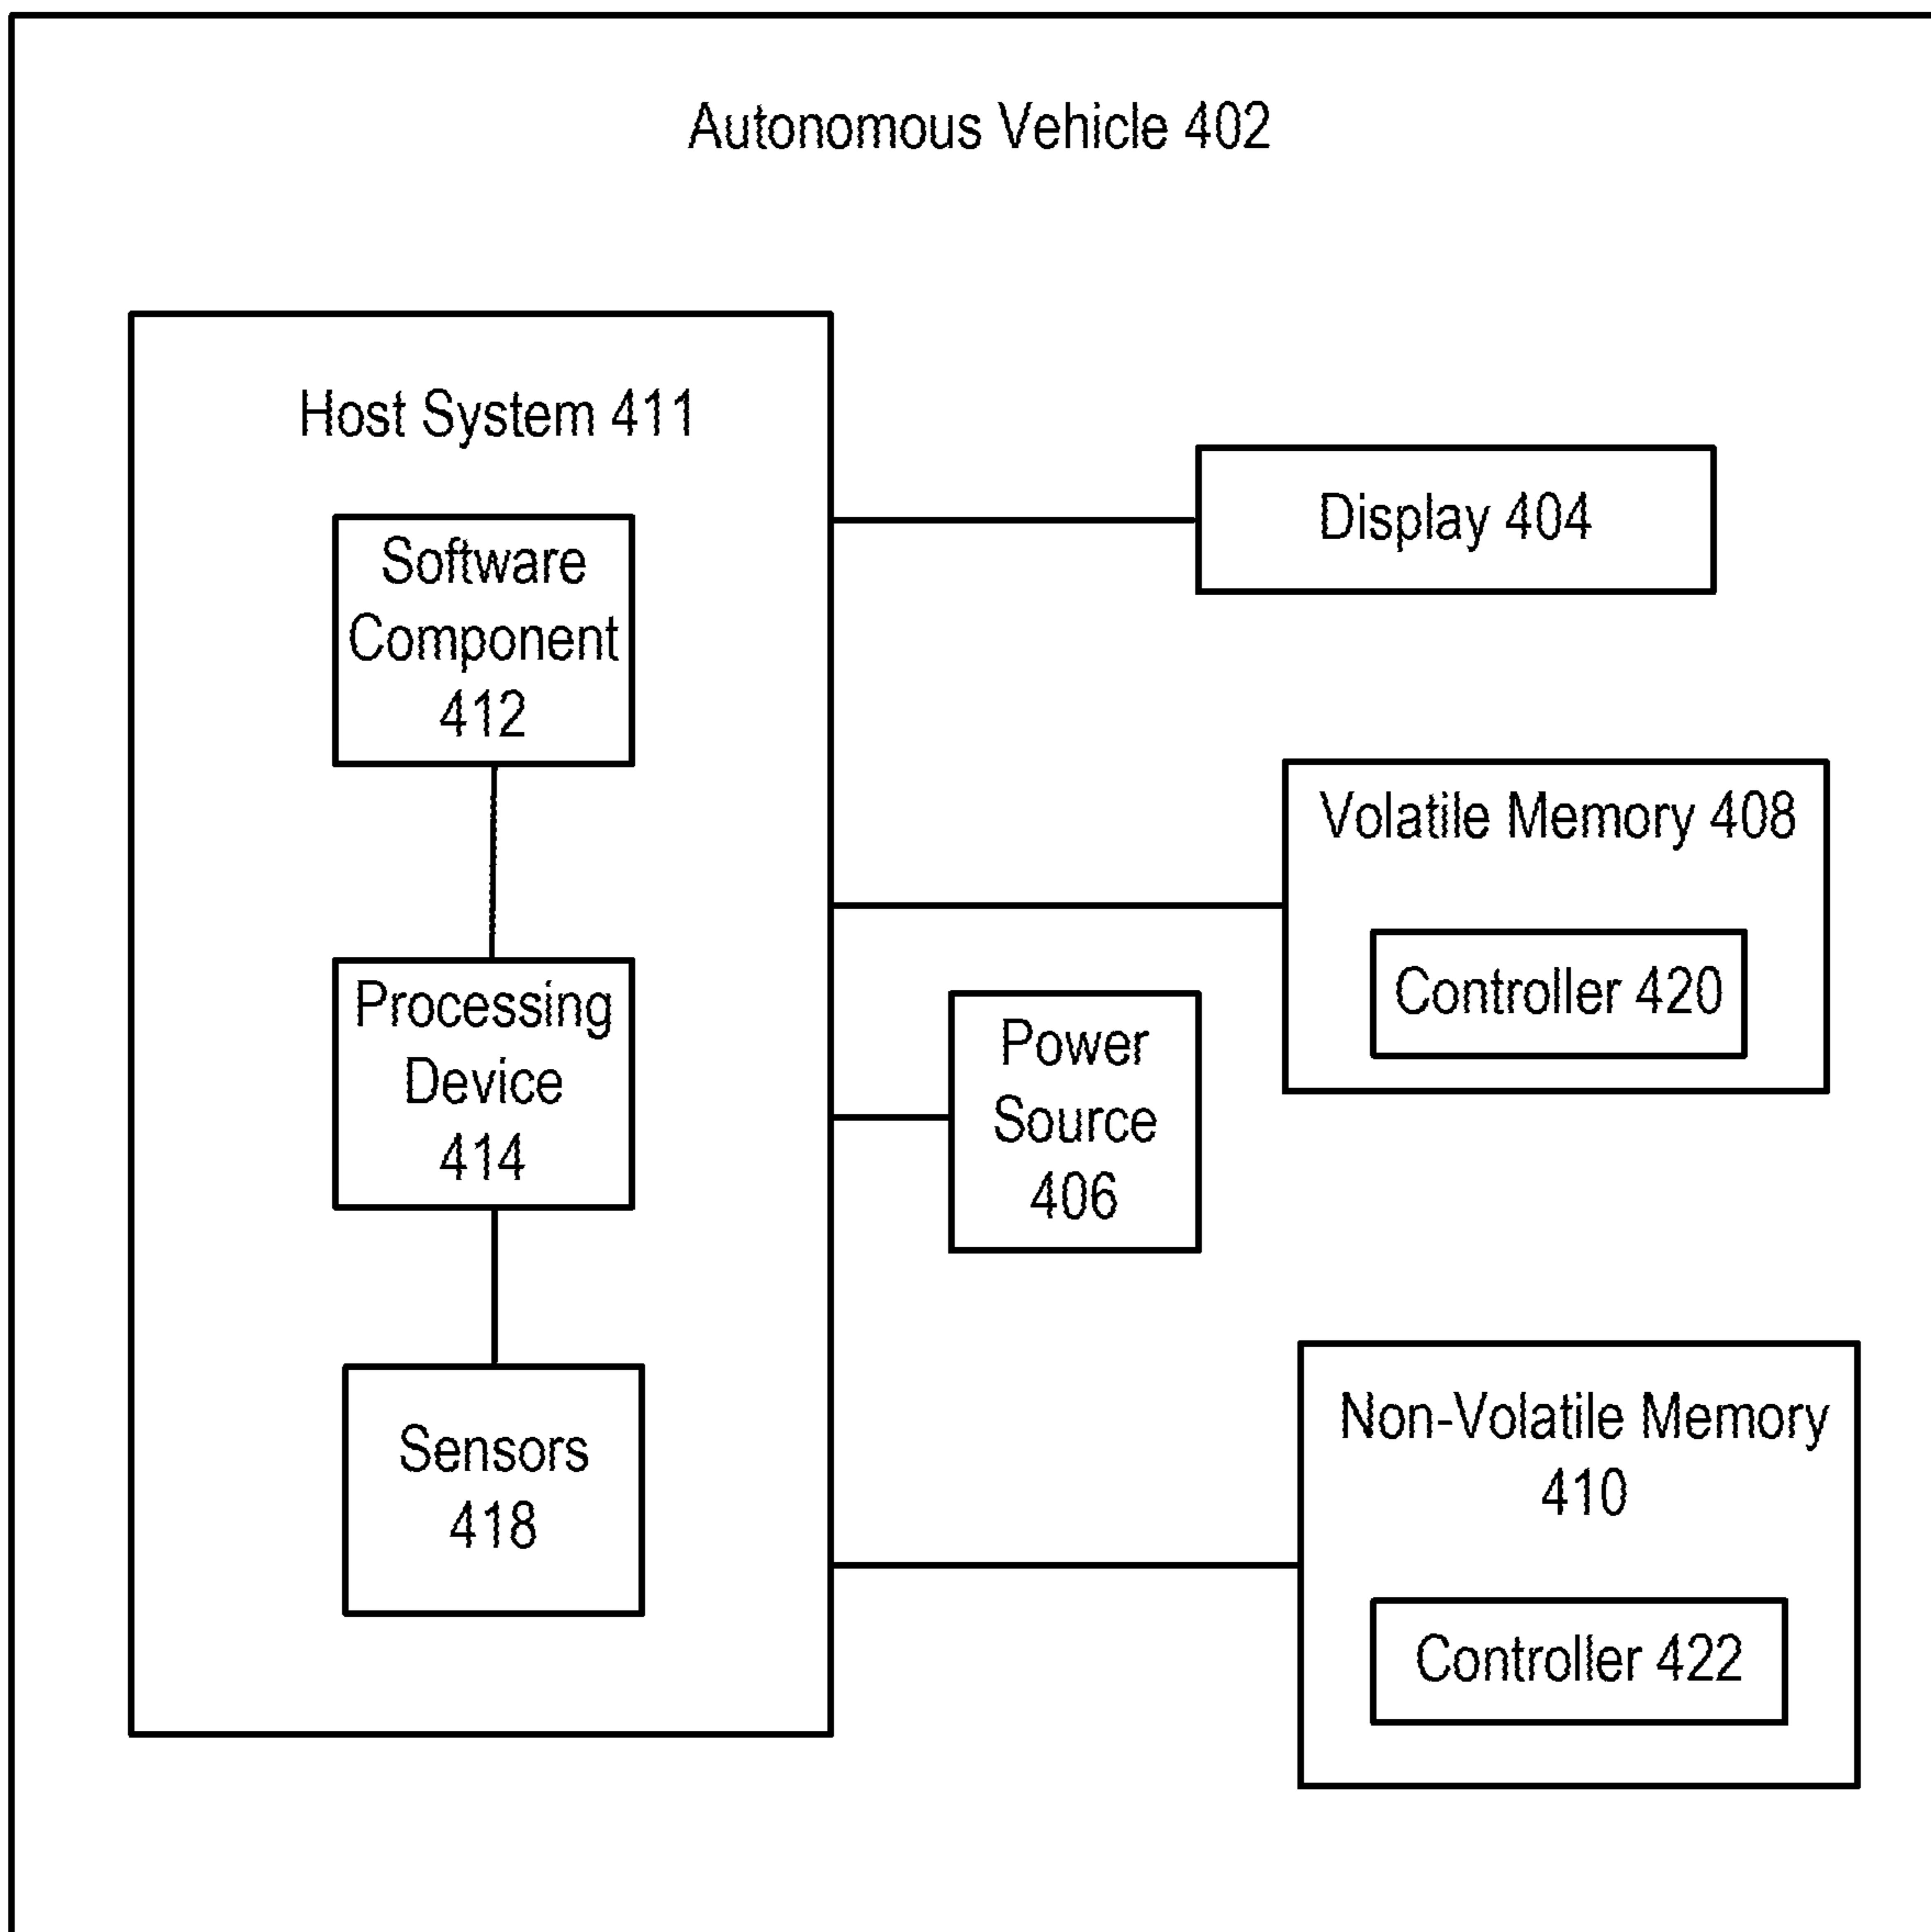 Autonomous Vehicle 402
Host System 411
Software
Component
412
Processing
Device
414
Sensors
418
Display 404
Volatile Memory 408
Controller 420
Power
Source
406
Non-Volatile Memory
410
Controller 422